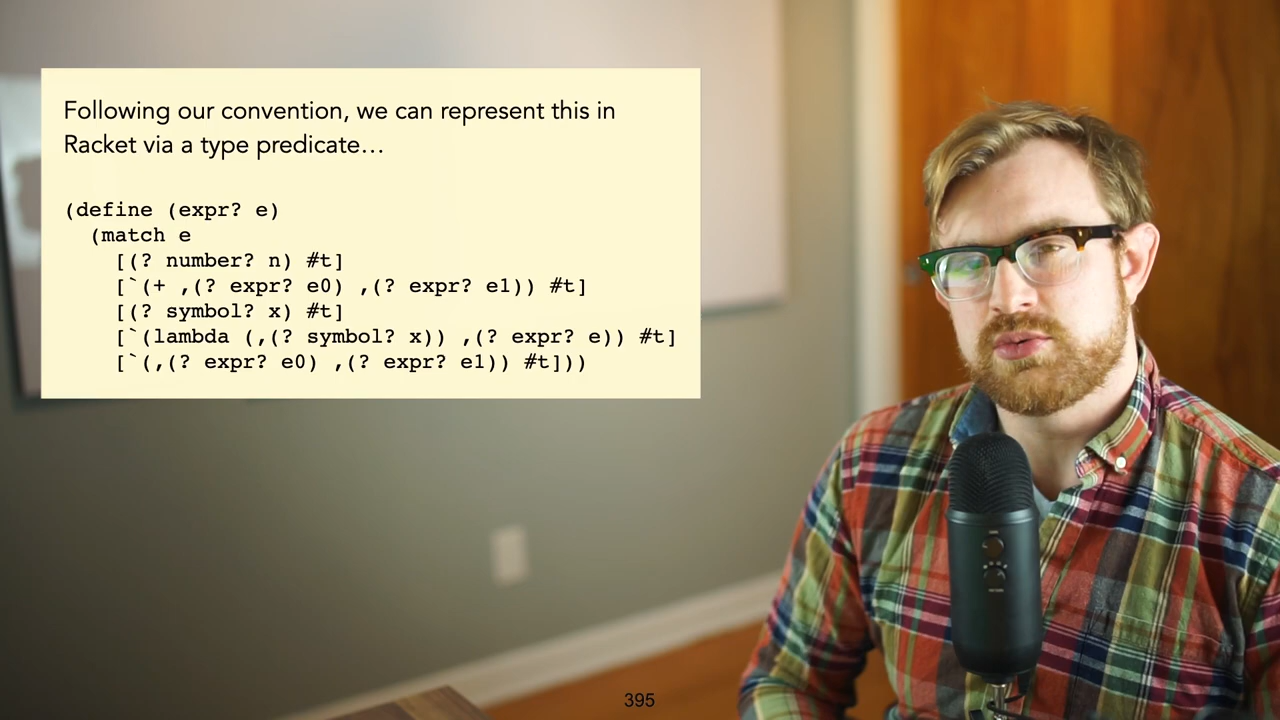 Following our convention, we can represent this in
Racket via a type predicate…
(define (expr? e)
  (match e
    [(? number? n) #t]
    [`(+ ,(? expr? e0) ,(? expr? e1)) #t]
    [(? symbol? x) #t]
    [`(lambda (,(? symbol? x)) ,(? expr? e)) #t]
    [`(,(? expr? e0) ,(? expr? e1)) #t]))
395